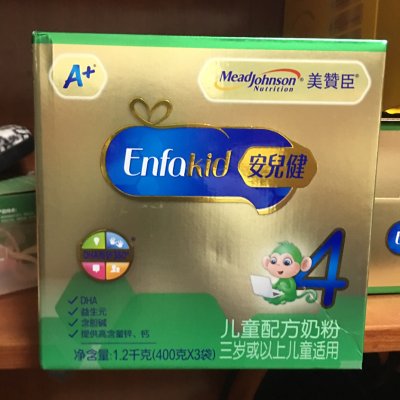 A+
MeadJohnson
Nutrition
美赞臣
Enfakid 安兒健
4
DHA
益生元
含胆碱
提供高含量锌、钙
儿童配方奶粉
三岁或以上儿童适用
净含量:1.2千克(400克X3袋)